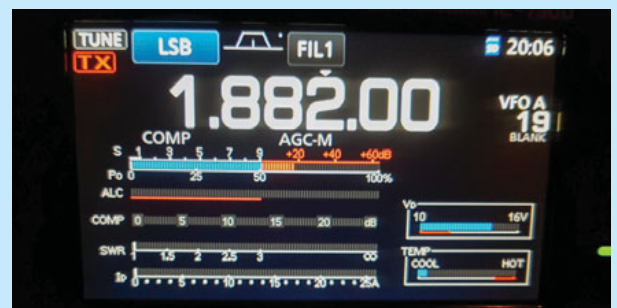 TUNE LSB FIL1 20:06
TX
1.882.00
VFO A
19
BLANK
COMP AGC-M
S 1 3 5 7 9 +20 +40 +60dB
Po 0 25 50 100%
ALC
COMP 0 5 10 15 20 dB
SWR 1 1.5 2 2.5 3 ∞
ID 0 5 10 15 20 25A
VD
10 16V
TEMP
COOL HOT